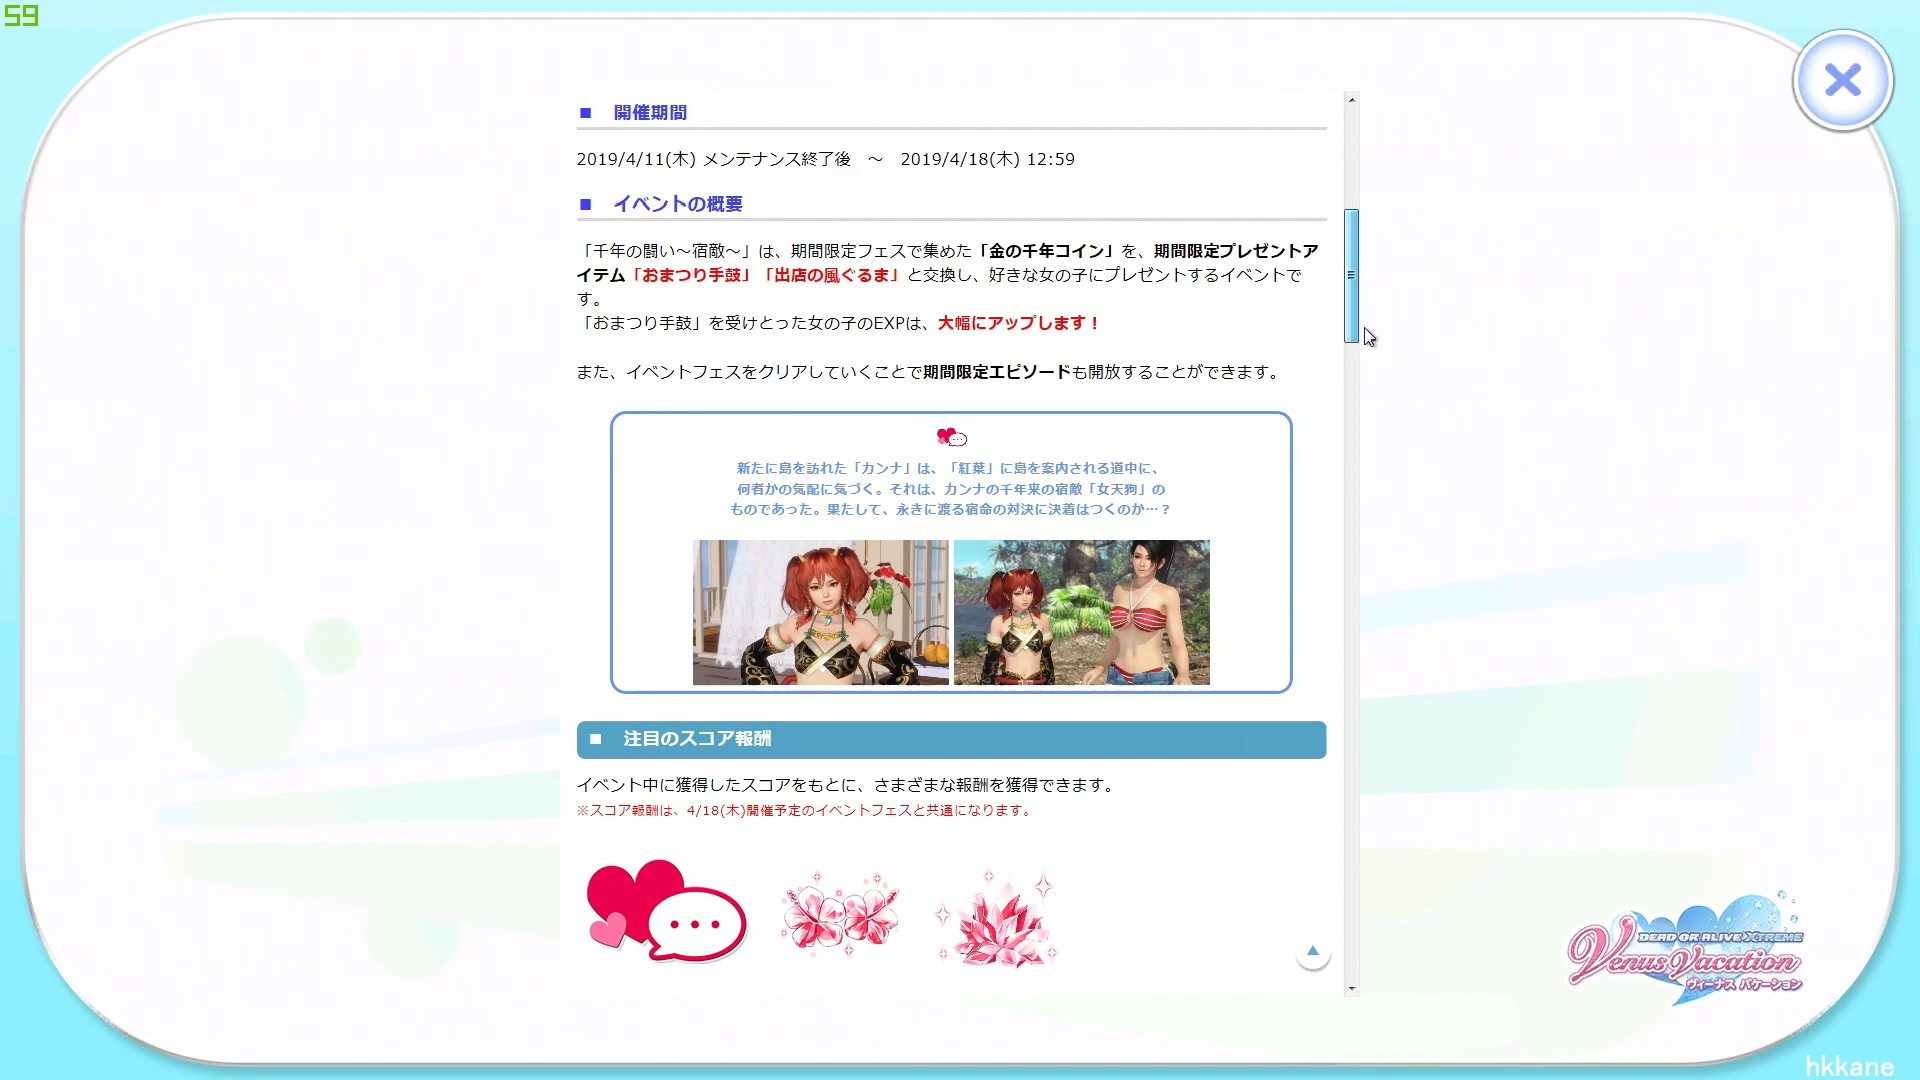 59
■ 開催期間
2019/4/11(木) メンテナンス終了後 ～ 2019/4/18(木) 12:59
■ イベントの概要
「千年の闘い～宿敵～」は、期間限定フェスで集めた「金の千年コイン」を、期間限定プレゼントア
イテム「おまつり手鼓」「出店の風ぐるま」と交換し、好きな女の子にプレゼントするイベントで
す。
「おまつり手鼓」を受けとった女の子のEXPは、大幅にアップします！
また、イベントフェスをクリアしていくことで期間限定エピソードも開放することができます。
新たに島を訪れた「カンナ」は、「紅葉」に島を案内される道中に、
何者かの気配に気づく。それは、カンナの千年来の宿敵「女天狗」の
ものであった。果たして、永きに渡る宿命の対決に決着はつくのか…？
■ 注目のスコア報酬
イベント中に獲得したスコアをもとに、さまざまな報酬を獲得できます。
※スコア報酬は、4/18(木)開催予定のイベントフェスと共通になります。
DEAD OR ALIVE XTREME
Venus Vacation
ヴィーナス バケーション
hkkane